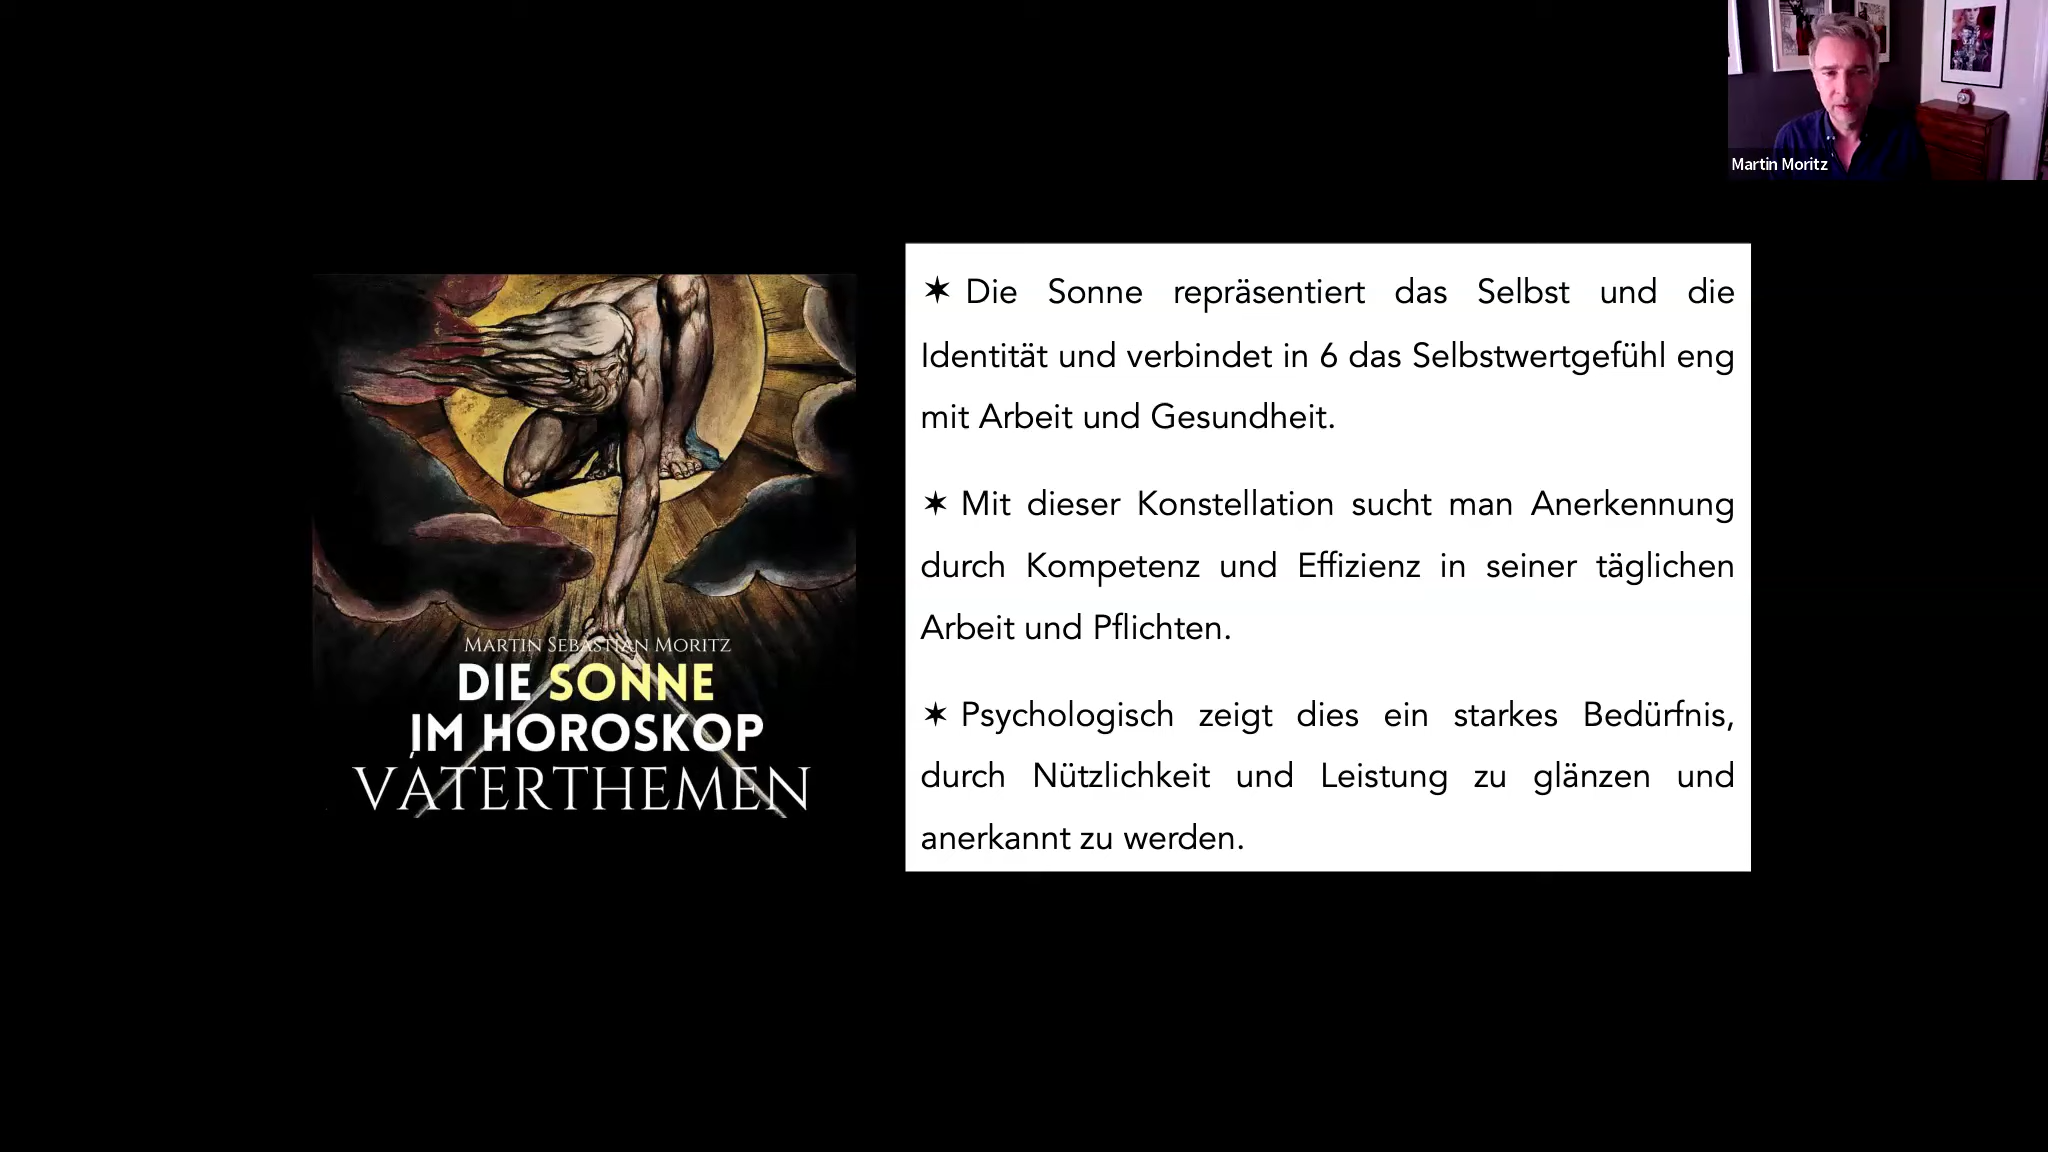 Martin Moritz
MARTIN SEBASTIAN MORITZ
DIE SONNE
IM HOROSKOP
VATERTHEMEN
✶ Die Sonne repräsentiert das Selbst und die
Identität und verbindet in 6 das Selbstwertgefühl eng
mit Arbeit und Gesundheit.
✶ Mit dieser Konstellation sucht man Anerkennung
durch Kompetenz und Effizienz in seiner täglichen
Arbeit und Pflichten.
✶ Psychologisch zeigt dies ein starkes Bedürfnis,
durch Nützlichkeit und Leistung zu glänzen und
anerkannt zu werden.